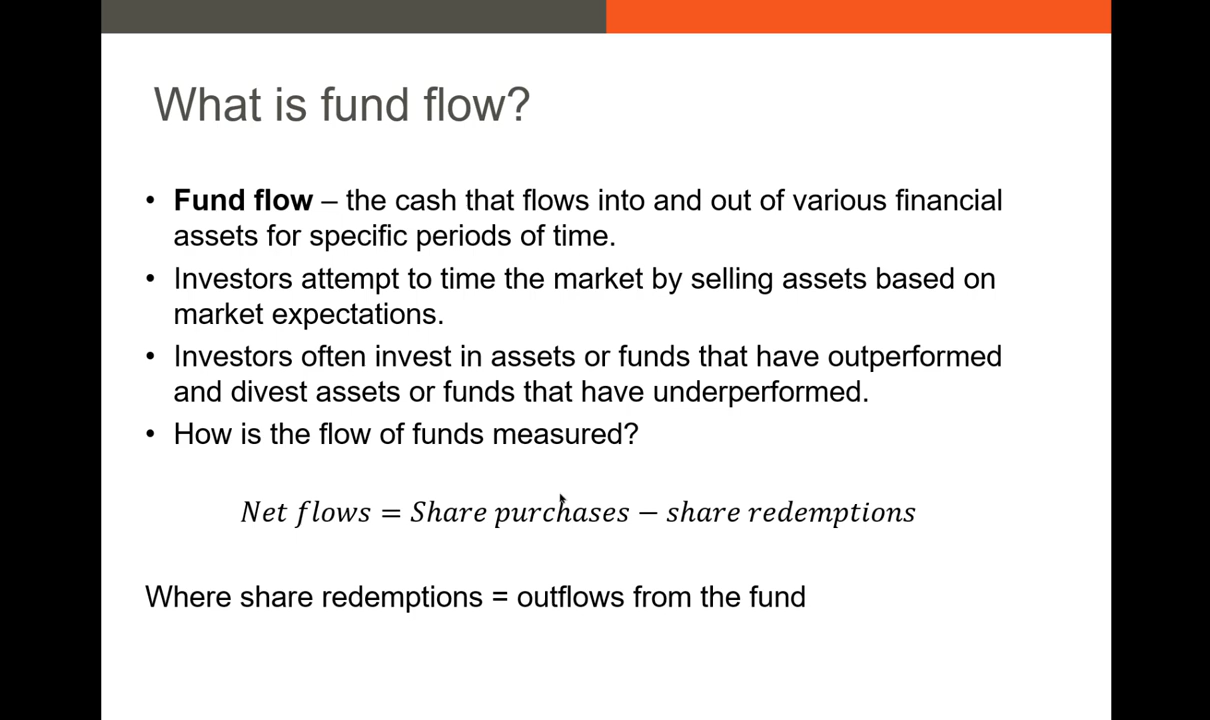 What is fund flow?
• Fund flow – the cash that flows into and out of various financial
assets for specific periods of time.
• Investors attempt to time the market by selling assets based on
market expectations.
• Investors often invest in assets or funds that have outperformed
and divest assets or funds that have underperformed.
• How is the flow of funds measured?
Net flows = Share purchases − share redemptions
Where share redemptions = outflows from the fund